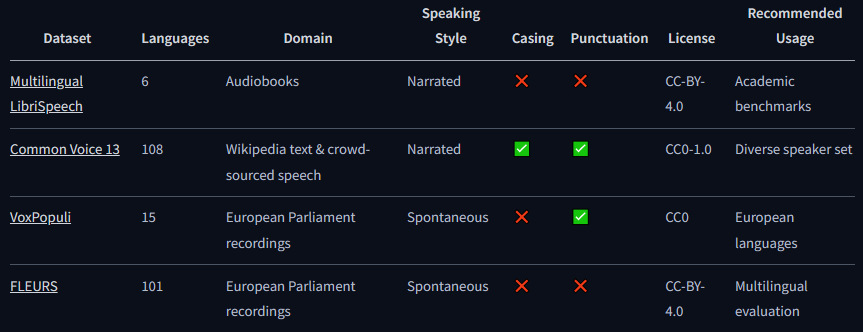 Dataset Languages Domain Speaking Style Casing Punctuation License Recommended Usage
Multilingual LibriSpeech 6 Audiobooks Narrated ❌ ❌ CC-BY-4.0 Academic benchmarks
Common Voice 13 108 Wikipedia text & crowd-sourced speech Narrated ✅ ✅ CC0-1.0 Diverse speaker set
VoxPopuli 15 European Parliament recordings Spontaneous ❌ ✅ CC0 European languages
FLEURS 101 European Parliament recordings Spontaneous ❌ ❌ CC-BY-4.0 Multilingual evaluation